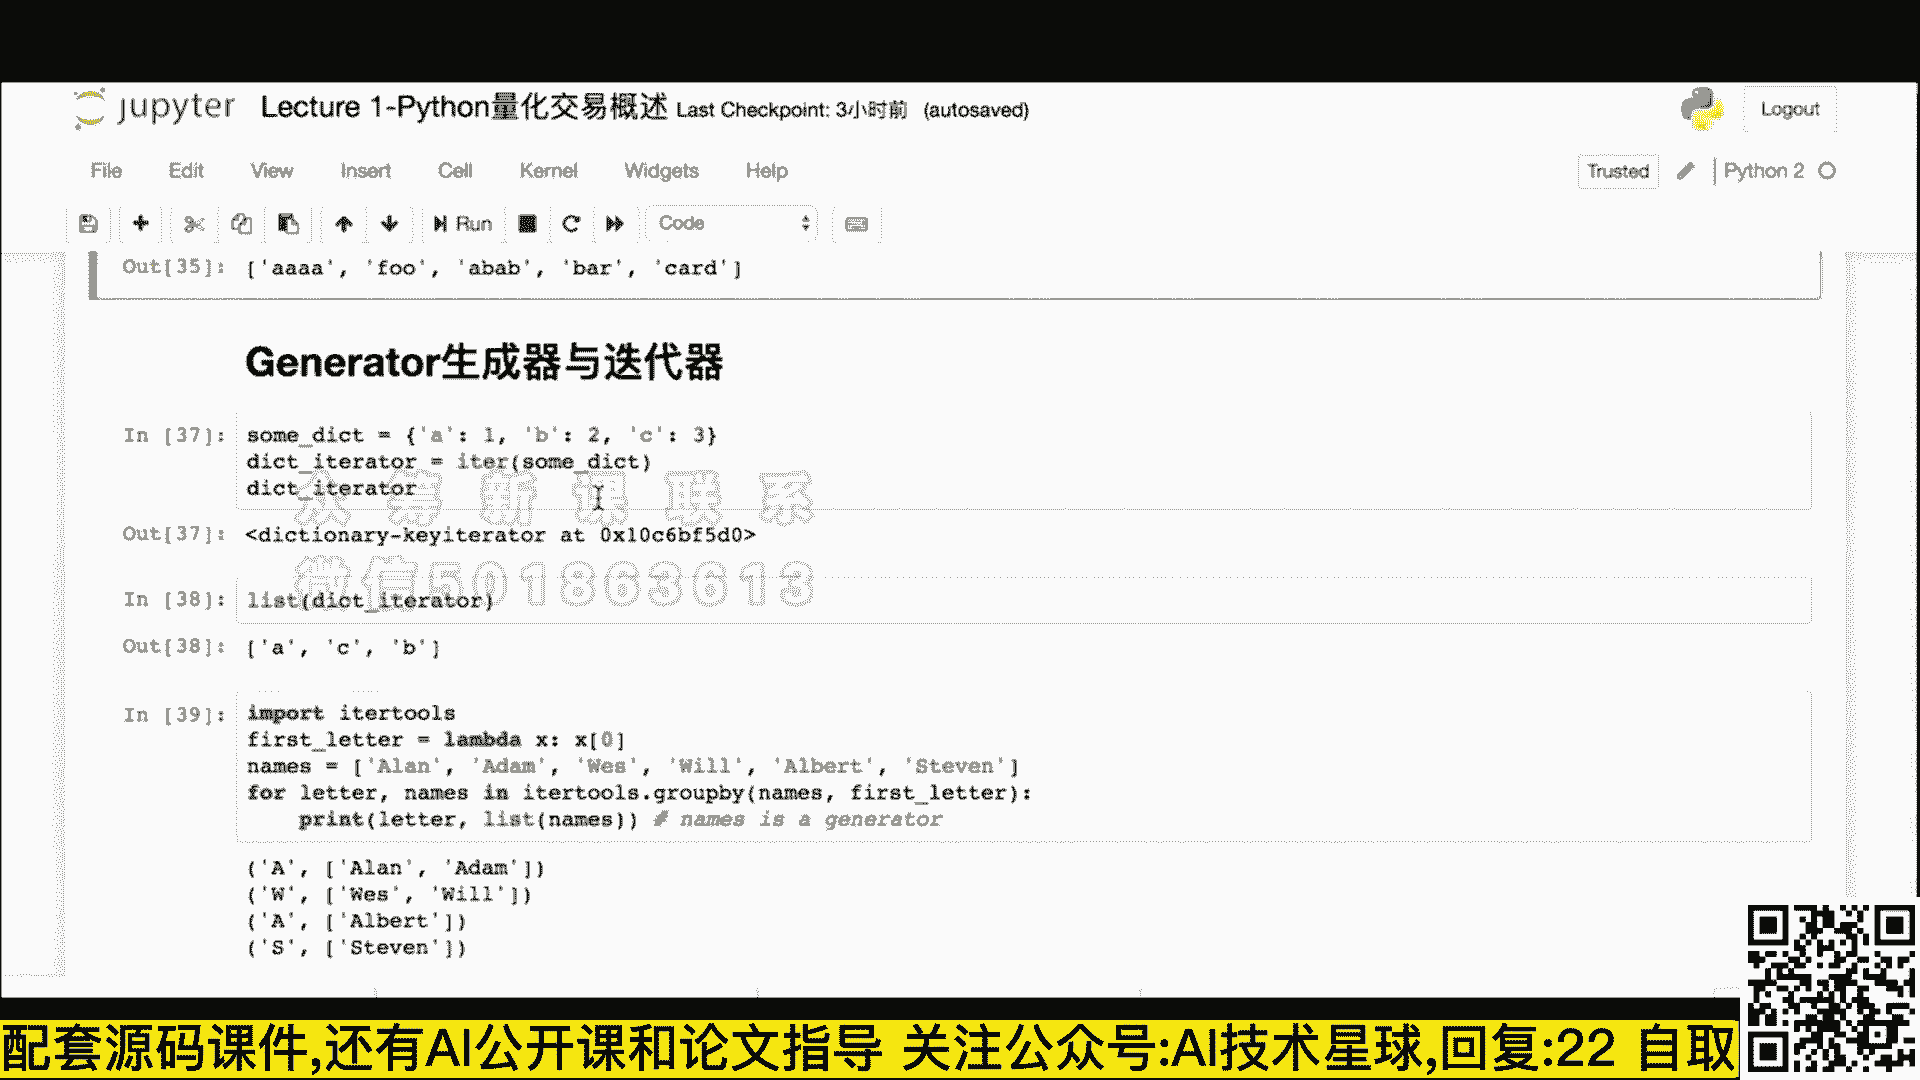 jupyter Lecture 1-Python量化交易概述 Last Checkpoint: 3小时前 (autosaved)
Logout
File Edit View Insert Cell Kernel Widgets Help
Trusted Python 2
Run Code
Out[35]: ['aaaa', 'foo', 'abab', 'bar', 'card']
Generator生成器与迭代器
In [37]: some_dict = {'a': 1, 'b': 2, 'c': 3}
dict_iterator = iter(some_dict)
dict_iterator
众筹新课联系
Out[37]: <dictionary-keyiterator at 0x10c6bf5d0>
微信501863613
In [38]: list(dict_iterator)
Out[38]: ['a', 'c', 'b']
In [39]: import itertools
first_letter = lambda x: x[0]
names = ['Alan', 'Adam', 'Wes', 'Will', 'Albert', 'Steven']
for letter, names in itertools.groupby(names, first_letter):
print(letter, list(names)) # names is a generator
('A', ['Alan', 'Adam'])
('W', ['Wes', 'Will'])
('A', ['Albert'])
('S', ['Steven'])
配套源码课件,还有AI公开课和论文指导 关注公众号:AI技术星球,回复:22 自取